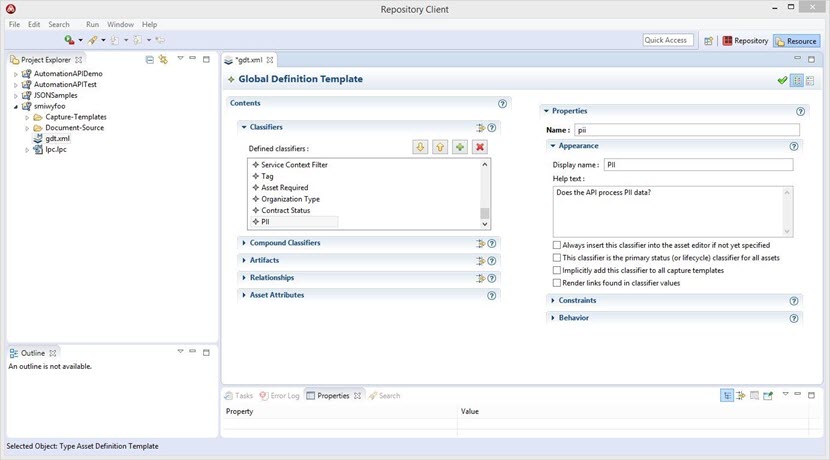 Repository Client
File Edit Search Run Window Help
Quick Access
Repository
Resource
Project Explorer
AutomationAPIDemo
AutomationAPITest
JSONSamples
smiwyfoo
Capture-Templates
Document-Source
gdt.xml
lpc.lpc
Outline
An outline is not available.
*gdt.xml
Global Definition Template
Contents
Classifiers
Defined classifiers :
Service Context Filter
Tag
Asset Required
Organization Type
Contract Status
PII
Compound Classifiers
Artifacts
Relationships
Asset Attributes
Properties
Name : pii
Appearance
Display name : PII
Help text :
Does the API process PII data?
Always insert this classifier into the asset editor if not yet specified
This classifier is the primary status (or lifecycle) classifier for all assets
Implicitly add this classifier to all capture templates
Render links found in classifier values
Constraints
Behavior
Tasks Error Log Properties Search
Property Value
Selected Object: Type Asset Definition Template